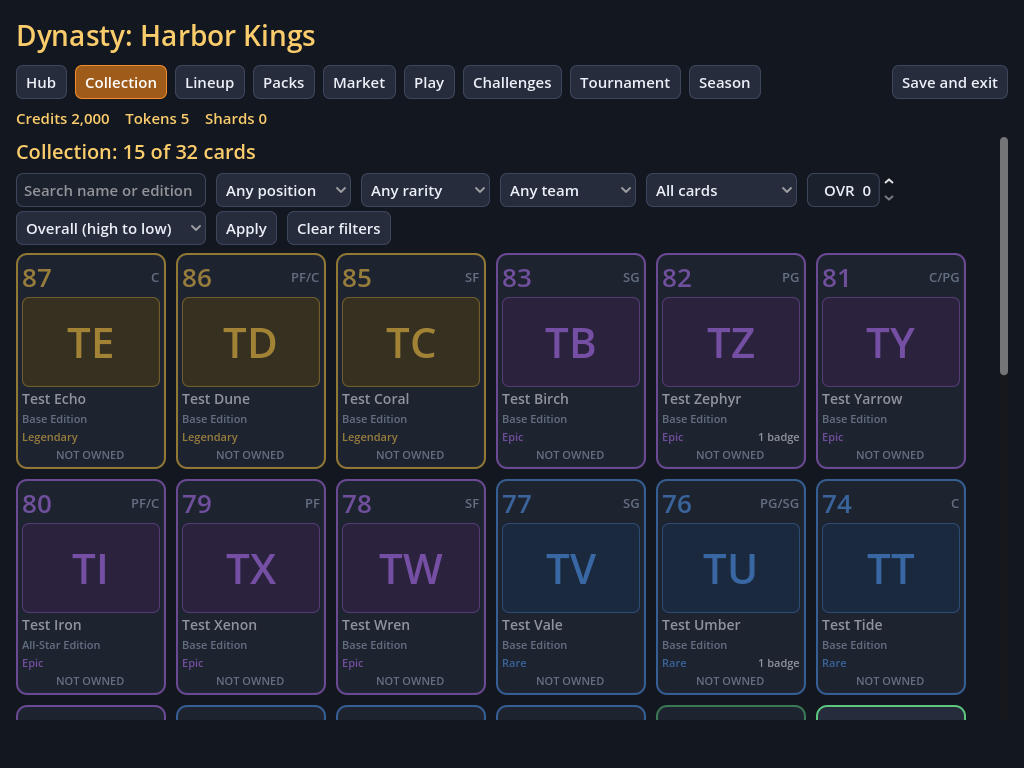 Dynasty: Harbor Kings
Hub Collection Lineup Packs Market Play Challenges Tournament Season Save and exit
Credits 2,000 Tokens 5 Shards 0
Collection: 15 of 32 cards
Search name or edition Any position Any rarity Any team All cards OVR 0
Overall (high to low) Apply Clear filters
87 C 86 PF/C 85 SF 83 SG 82 PG 81 C/PG
TE TD TC TB TZ TY
Test Echo Test Dune Test Coral Test Birch Test Zephyr Test Yarrow
Base Edition Base Edition Base Edition Base Edition Base Edition Base Edition
Legendary Legendary Legendary Epic Epic 1 badge Epic
NOT OWNED NOT OWNED NOT OWNED NOT OWNED NOT OWNED NOT OWNED
80 PF/C 79 PF 78 SF 77 SG 76 PG/SG 74 C
TI TX TW TV TU TT
Test Iron Test Xenon Test Wren Test Vale Test Umber Test Tide
All-Star Edition Base Edition Base Edition Base Edition Base Edition Base Edition
Epic Epic Epic Rare Rare 1 badge Rare
NOT OWNED NOT OWNED NOT OWNED NOT OWNED NOT OWNED NOT OWNED